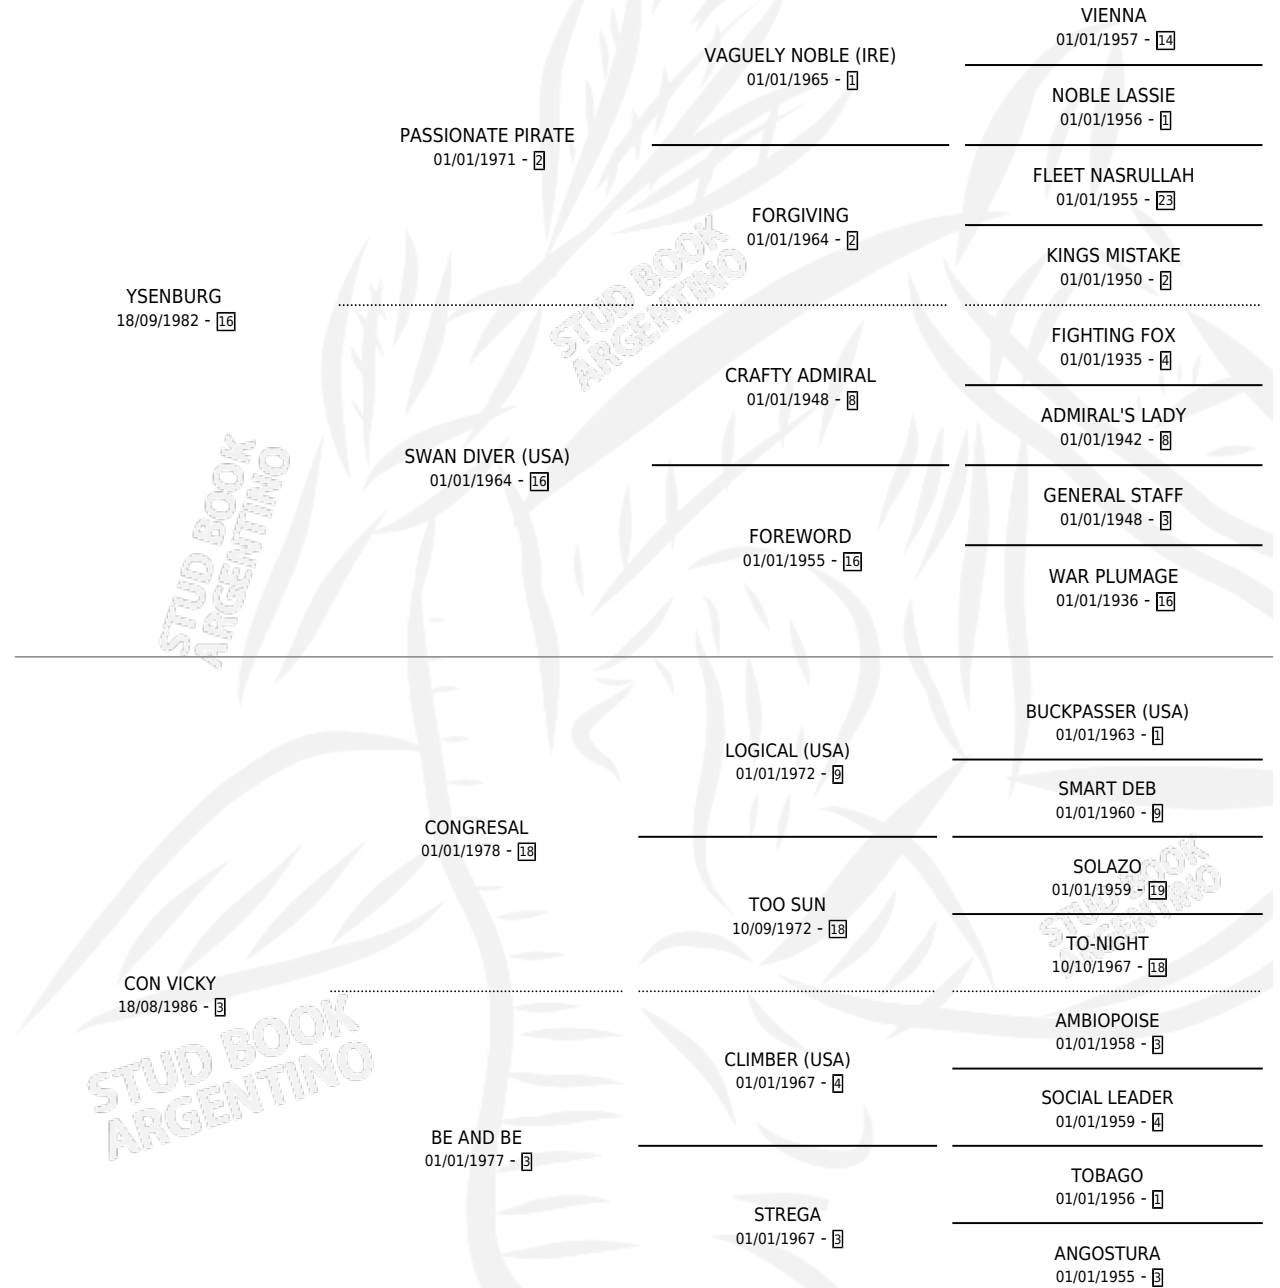 VIENNA
01/01/1957 - 14
VAGUELY NOBLE (IRE)
01/01/1965 - 1
NOBLE LASSIE
01/01/1956 - 1
PASSIONATE PIRATE
01/01/1971 - 2
FLEET NASRULLAH
01/01/1955 - 23
FORGIVING
01/01/1964 - 2
KINGS MISTAKE
01/01/1950 - 2
YSENBURG
18/09/1982 - 16
FIGHTING FOX
01/01/1935 - 4
CRAFTY ADMIRAL
01/01/1948 - 8
ADMIRAL'S LADY
01/01/1942 - 8
SWAN DIVER (USA)
01/01/1964 - 16
GENERAL STAFF
01/01/1948 - 3
FOREWORD
01/01/1955 - 16
WAR PLUMAGE
01/01/1936 - 16
BUCKPASSER (USA)
01/01/1963 - 1
LOGICAL (USA)
01/01/1972 - 9
SMART DEB
01/01/1960 - 9
CONGRESAL
01/01/1978 - 18
SOLAZO
01/01/1959 - 19
TOO SUN
10/09/1972 - 18
TO-NIGHT
10/10/1967 - 18
CON VICKY
18/08/1986 - 3
AMBIOPOISE
01/01/1958 - 3
CLIMBER (USA)
01/01/1967 - 4
SOCIAL LEADER
01/01/1959 - 4
BE AND BE
01/01/1977 - 3
TOBAGO
01/01/1956 - 1
STREGA
01/01/1967 - 3
ANGOSTURA
01/01/1955 - 3
STUD BOOK
ARGENTINO
STUD BOOK
ARGENTINO
STUD BOOK
ARGENTINO
STUD BOOK
ARGENTINO